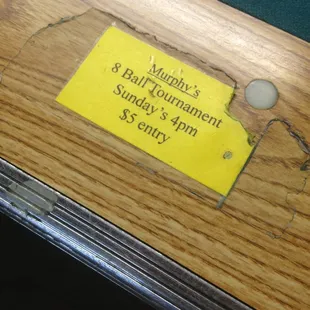 Murphy's
8 Ball Tournament
Sunday's 4pm
$5 entry